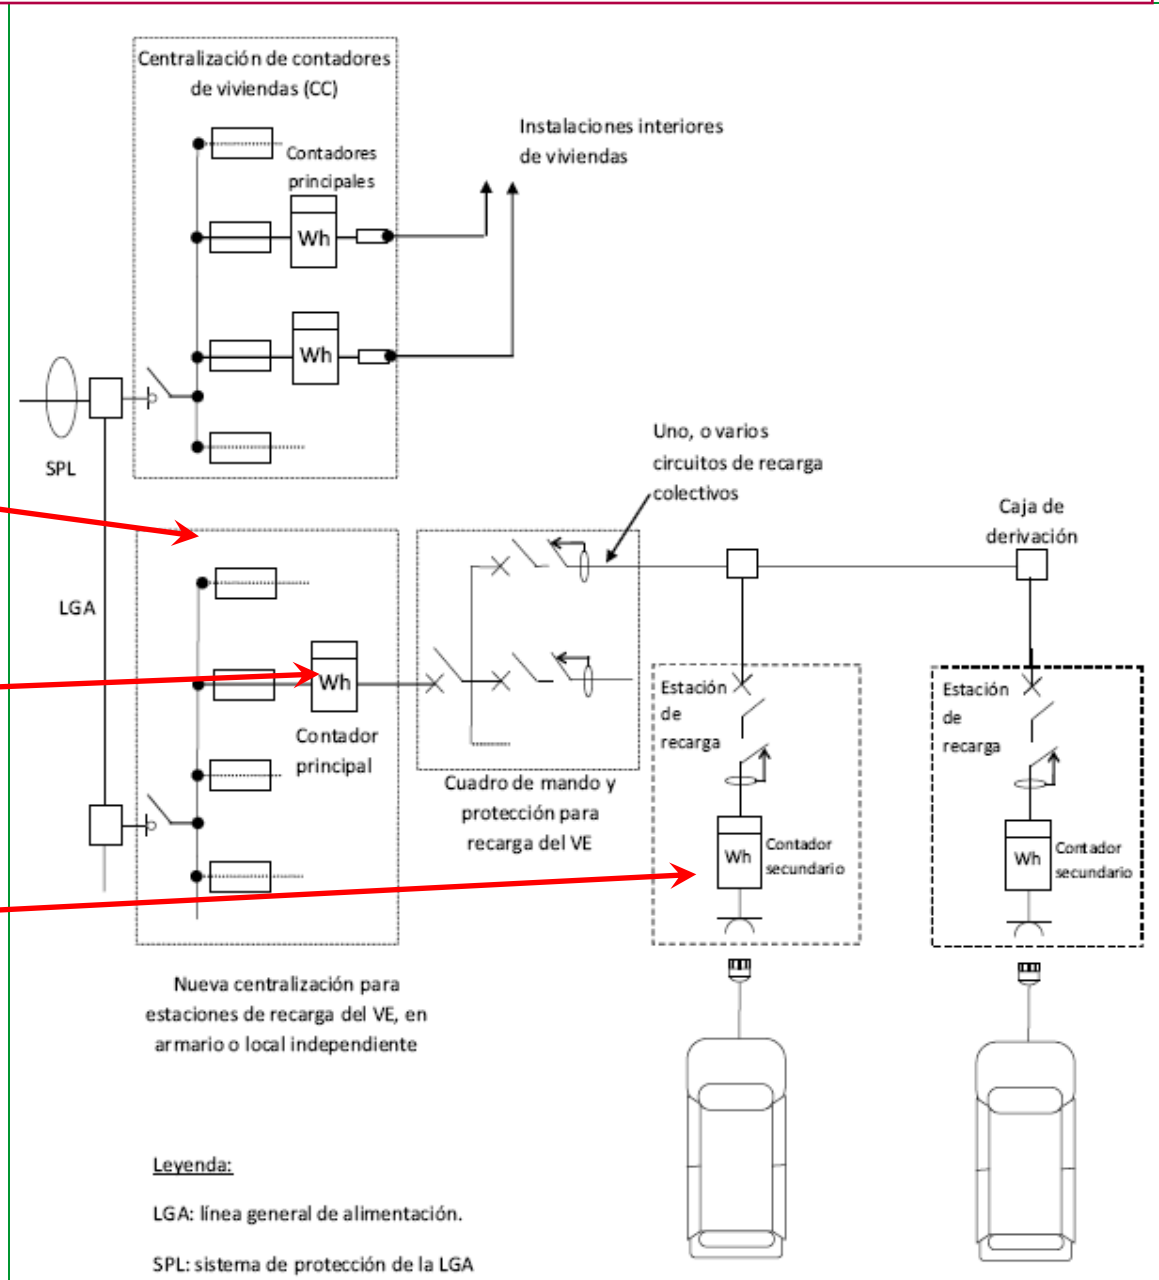 Centralización de contadores
de viviendas (CC)
Contadores
principales
Wh
Wh
Instalaciones interiores
de viviendas
SPL
LGA
Uno, o varios
circuitos de recarga
colectivos
Caja de
derivación
Wh
Contador
principal
Cuadro de mando y
protección para
recarga del VE
Estación
de
recarga
Wh
Contador
secundario
Estación
de
recarga
Wh
Contador
secundario
Nueva centralización para
estaciones de recarga del VE, en
armario o local independiente
Leyenda:
LGA: línea general de alimentación.
SPL: sistema de protección de la LGA